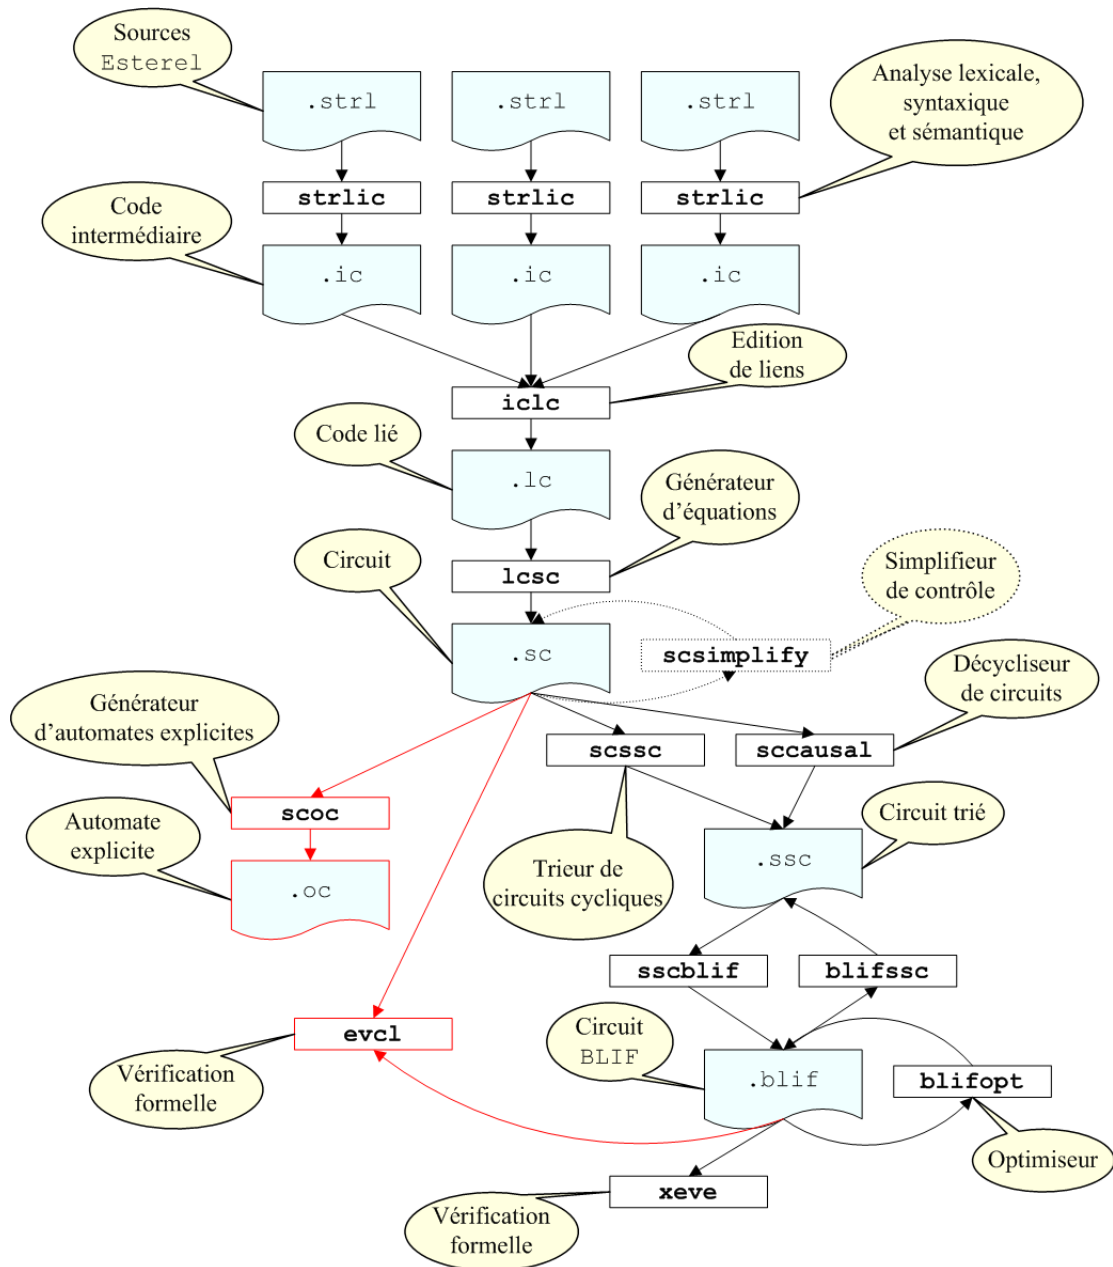 Sources
Esterel
.strl
.strl
.strl
Analyse lexicale,
syntaxique
et sémantique
strlic
strlic
strlic
Code
intermédiaire
.ic
.ic
.ic
Edition
de liens
iclc
Code lié
.lc
Générateur
d'équations
Circuit
lcsc
Simplifieur
de contrôle
.sc
scsimplify
Décycliseur
de circuits
Générateur
d'automates explicites
scssc
sccausal
scoc
Automate
explicite
Circuit trié
.ssc
.oc
Trieur de
circuits cycliques
sscblif
blifssc
evcl
Circuit
BLIF
.blif
blifopt
Vérification
formelle
Optimiseur
xeve
Vérification
formelle